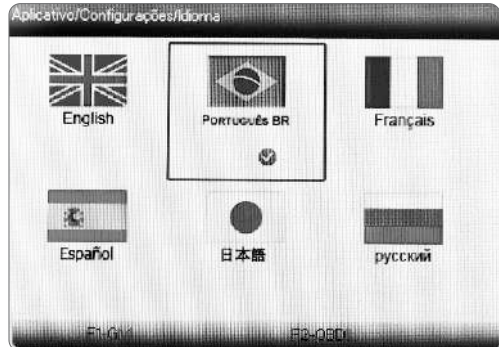 Aplicativo/Configurações/Idioma
English
PORTUGUÊS BR
Français
Español
日本語
русский